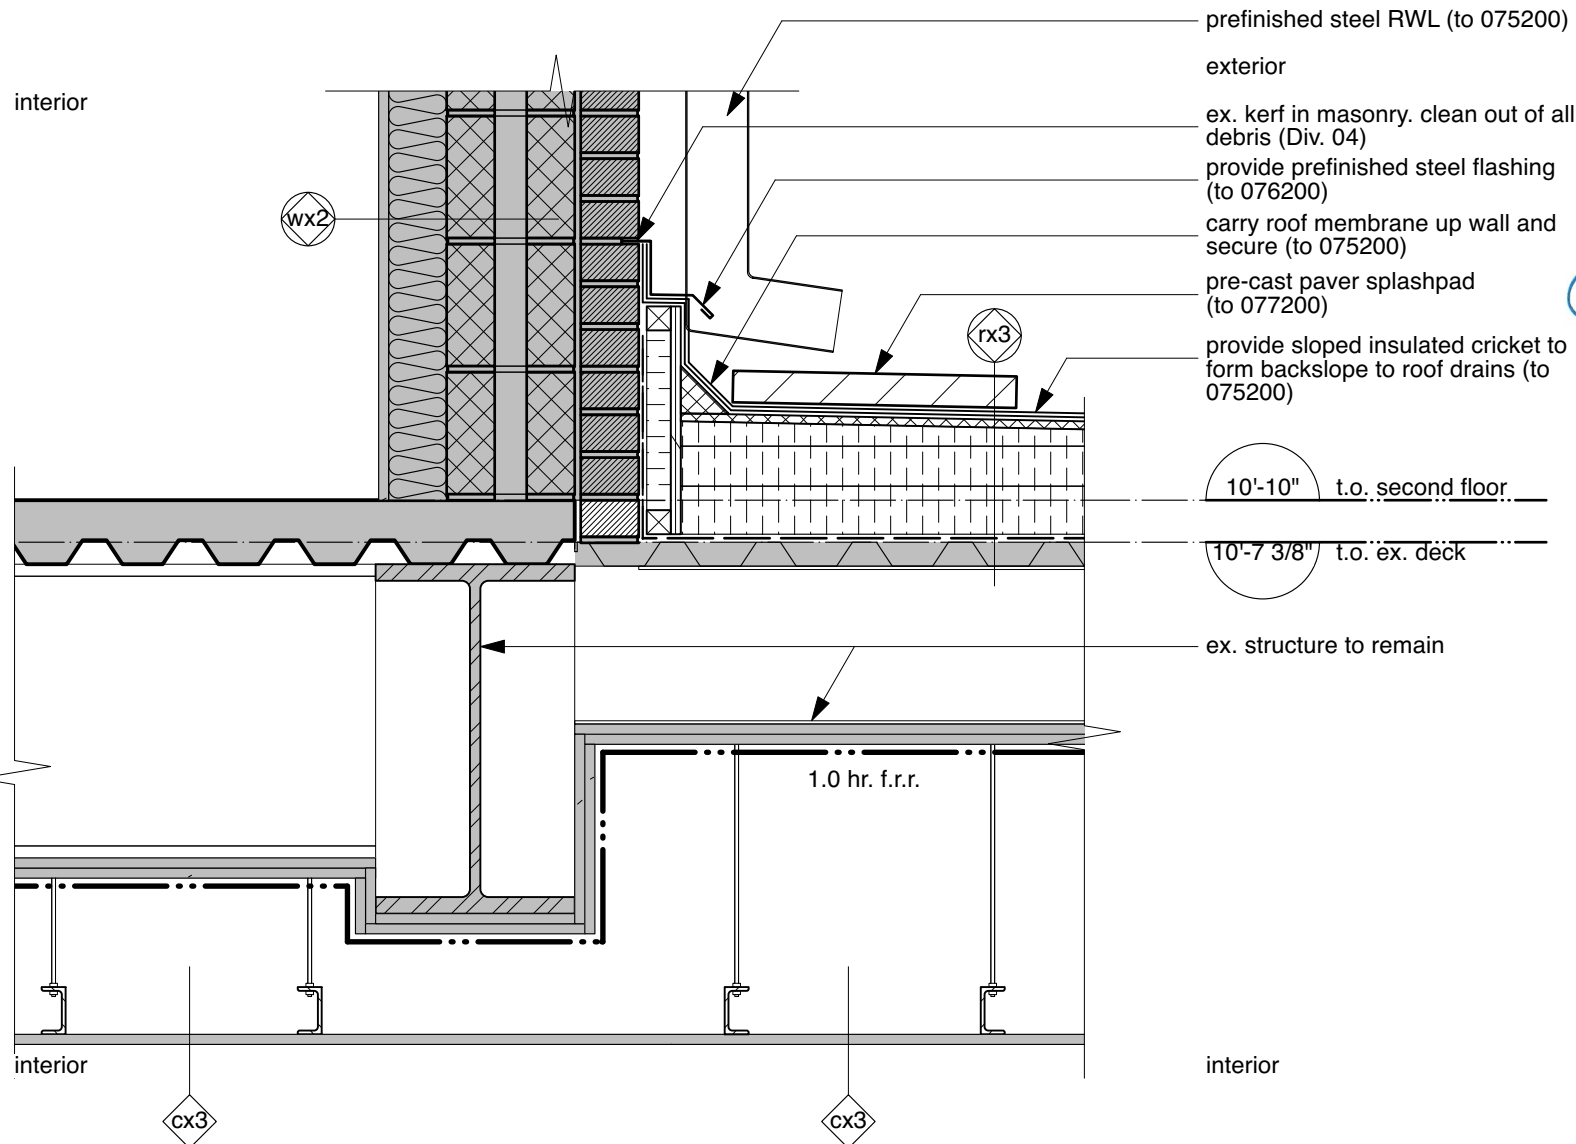 prefinished steel RWL (to 075200)
exterior
interior
ex. kerf in masonry. clean out of all
debris (Div. 04)
provide prefinished steel flashing
(to 076200)
wx2
carry roof membrane up wall and
secure (to 075200)
pre-cast paver splashpad
(to 077200)
rx3
provide sloped insulated cricket to
form backslope to roof drains (to
075200)
10'-10" t.o. second floor
10'-7 3/8" t.o. ex. deck
ex. structure to remain
1.0 hr. f.r.r.
interior
interior
cx3
cx3